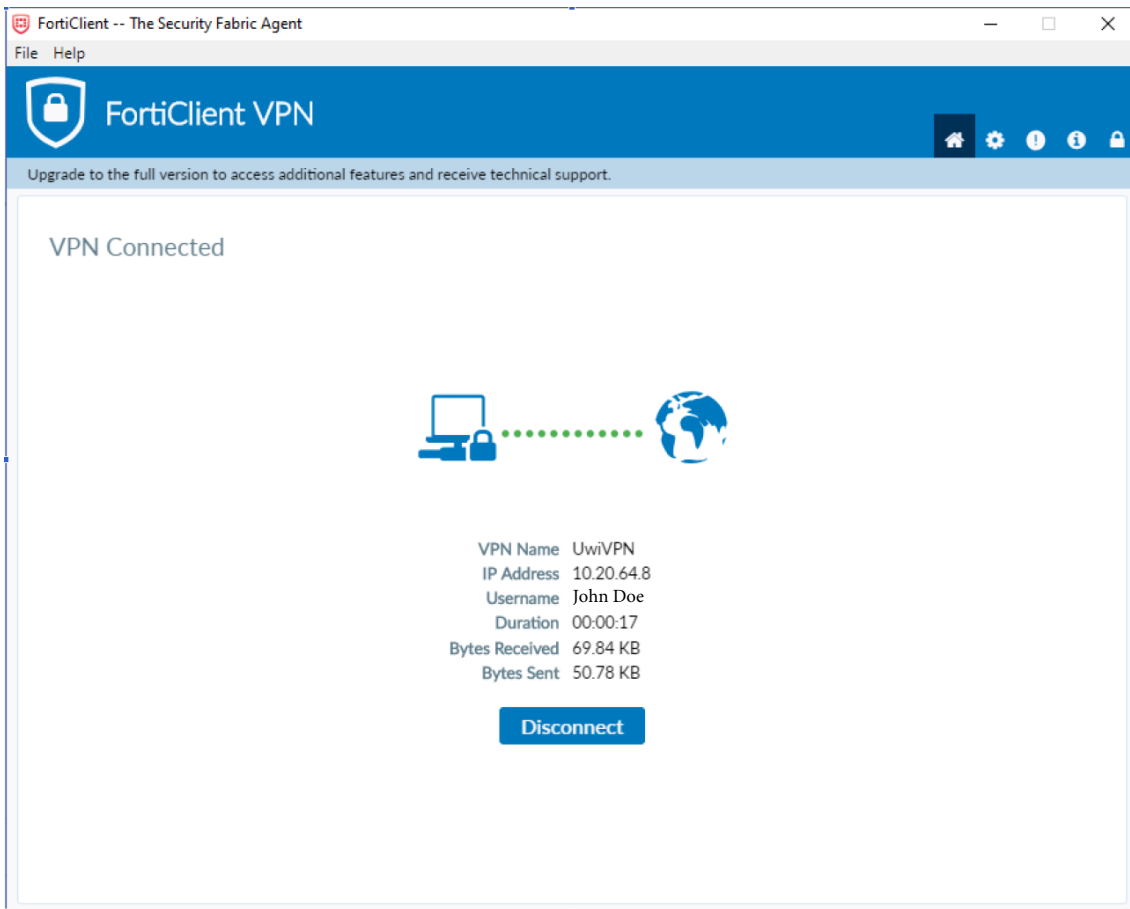 FortiClient -- The Security Fabric Agent
File Help
FortiClient VPN
Upgrade to the full version to access additional features and receive technical support.
VPN Connected
VPN Name UwiVPN
IP Address 10.20.64.8
Username John Doe
Duration 00:00:17
Bytes Received 69.84 KB
Bytes Sent 50.78 KB
Disconnect